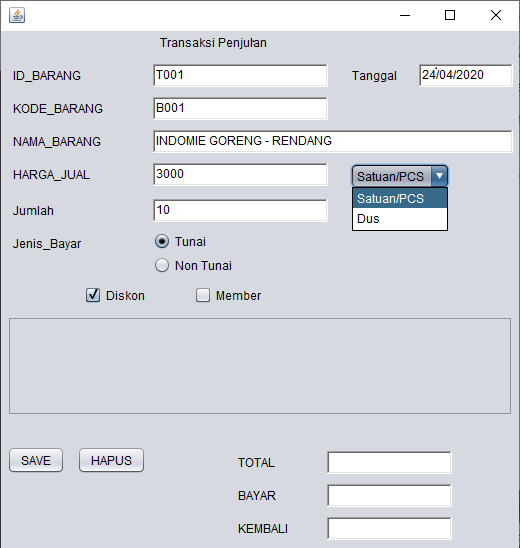 Transaksi Penjulan
ID_BARANG T001 Tanggal 24/04/2020
KODE_BARANG B001
NAMA_BARANG INDOMIE GORENG - RENDANG
HARGA_JUAL 3000 Satuan/PCS
Satuan/PCS
Jumlah 10 Dus
Jenis_Bayar Tunai
Non Tunai
Diskon Member
SAVE HAPUS TOTAL
BAYAR
KEMBALI